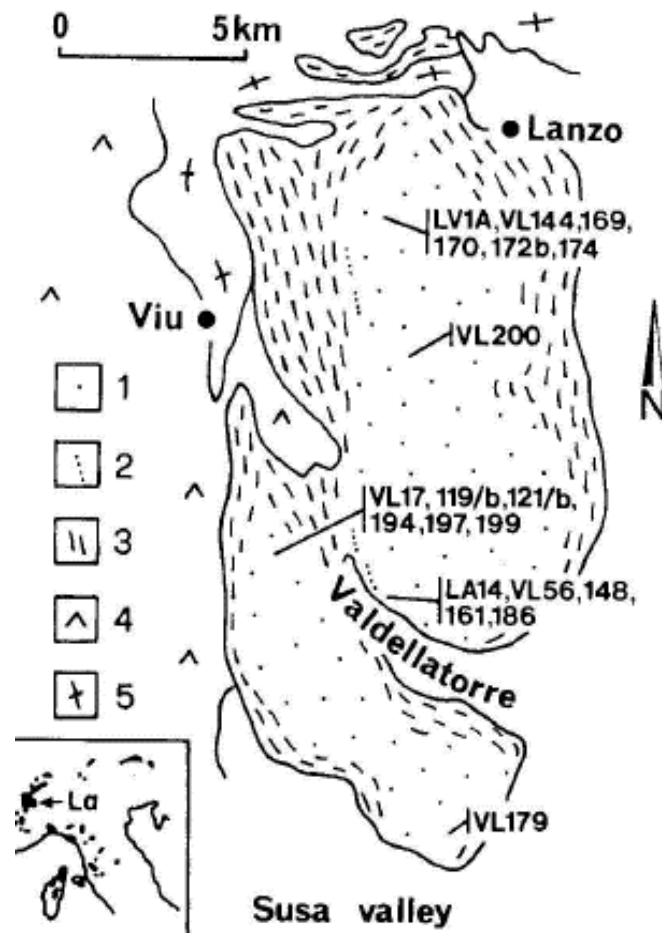 0 5km
Lanzo
LV1A,VL144,169,
170,172b,174
Viu
VL200
N
1
2
3
4
5
VL17,119/b,121/b,
194,197,199
LA14,VL56,148,
161,186
Valdellatorre
La
VL179
Susa valley